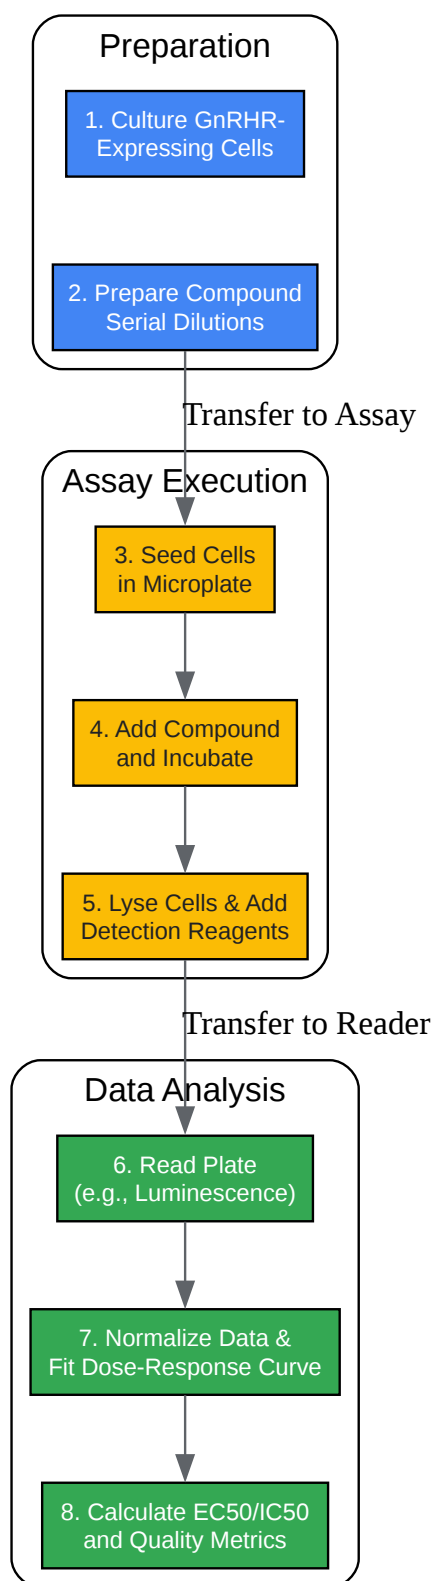 Preparation
1. Culture GnRHR-
Expressing Cells
2. Prepare Compound
Serial Dilutions
Transfer to Assay
Assay Execution
3. Seed Cells
in Microplate
4. Add Compound
and Incubate
5. Lyse Cells & Add
Detection Reagents
Transfer to Reader
Data Analysis
6. Read Plate
(e.g., Luminescence)
7. Normalize Data &
Fit Dose-Response Curve
8. Calculate EC50/IC50
and Quality Metrics